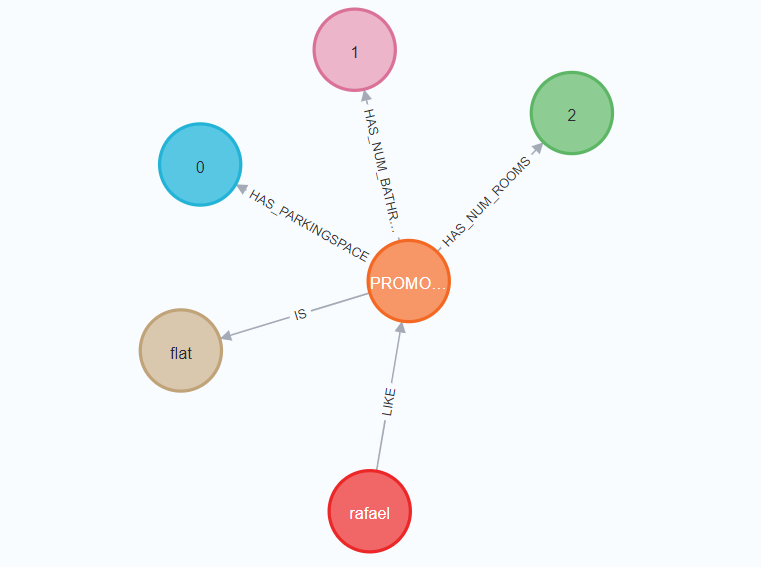 1
2
0
HAS_NUM_BATHR...
HAS_NUM_ROOMS
HAS_PARKINGSPACE
PROMO...
IS
flat
LIKE
rafael